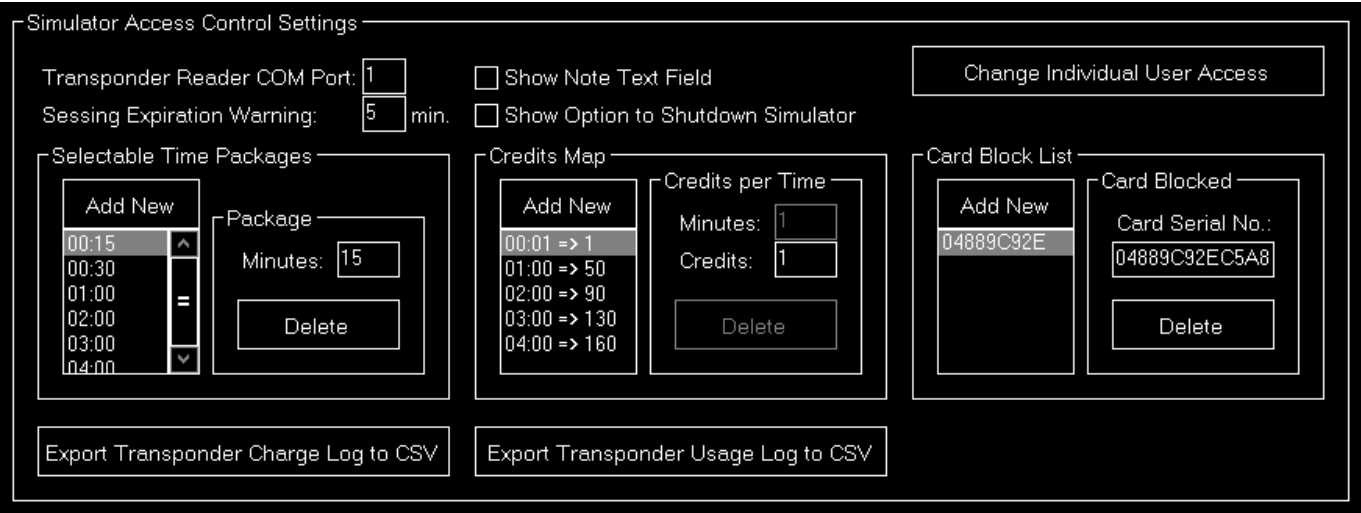 Simulator Access Control Settings
Transponder Reader COM Port: 1
Show Note Text Field
Change Individual User Access
Sessing Expiration Warning: 5 min.
Show Option to Shutdown Simulator
Selectable Time Packages
Add New
00:15
00:30
01:00
02:00
03:00
04:00
Package
Minutes: 15
Delete
Credits Map
Add New
00:01 => 1
01:00 => 50
02:00 => 90
03:00 => 130
04:00 => 160
Credits per Time
Minutes: 1
Credits: 1
Delete
Card Block List
Add New
04889C92E
Card Blocked
Card Serial No.:
04889C92EC5A8
Delete
Export Transponder Charge Log to CSV
Export Transponder Usage Log to CSV